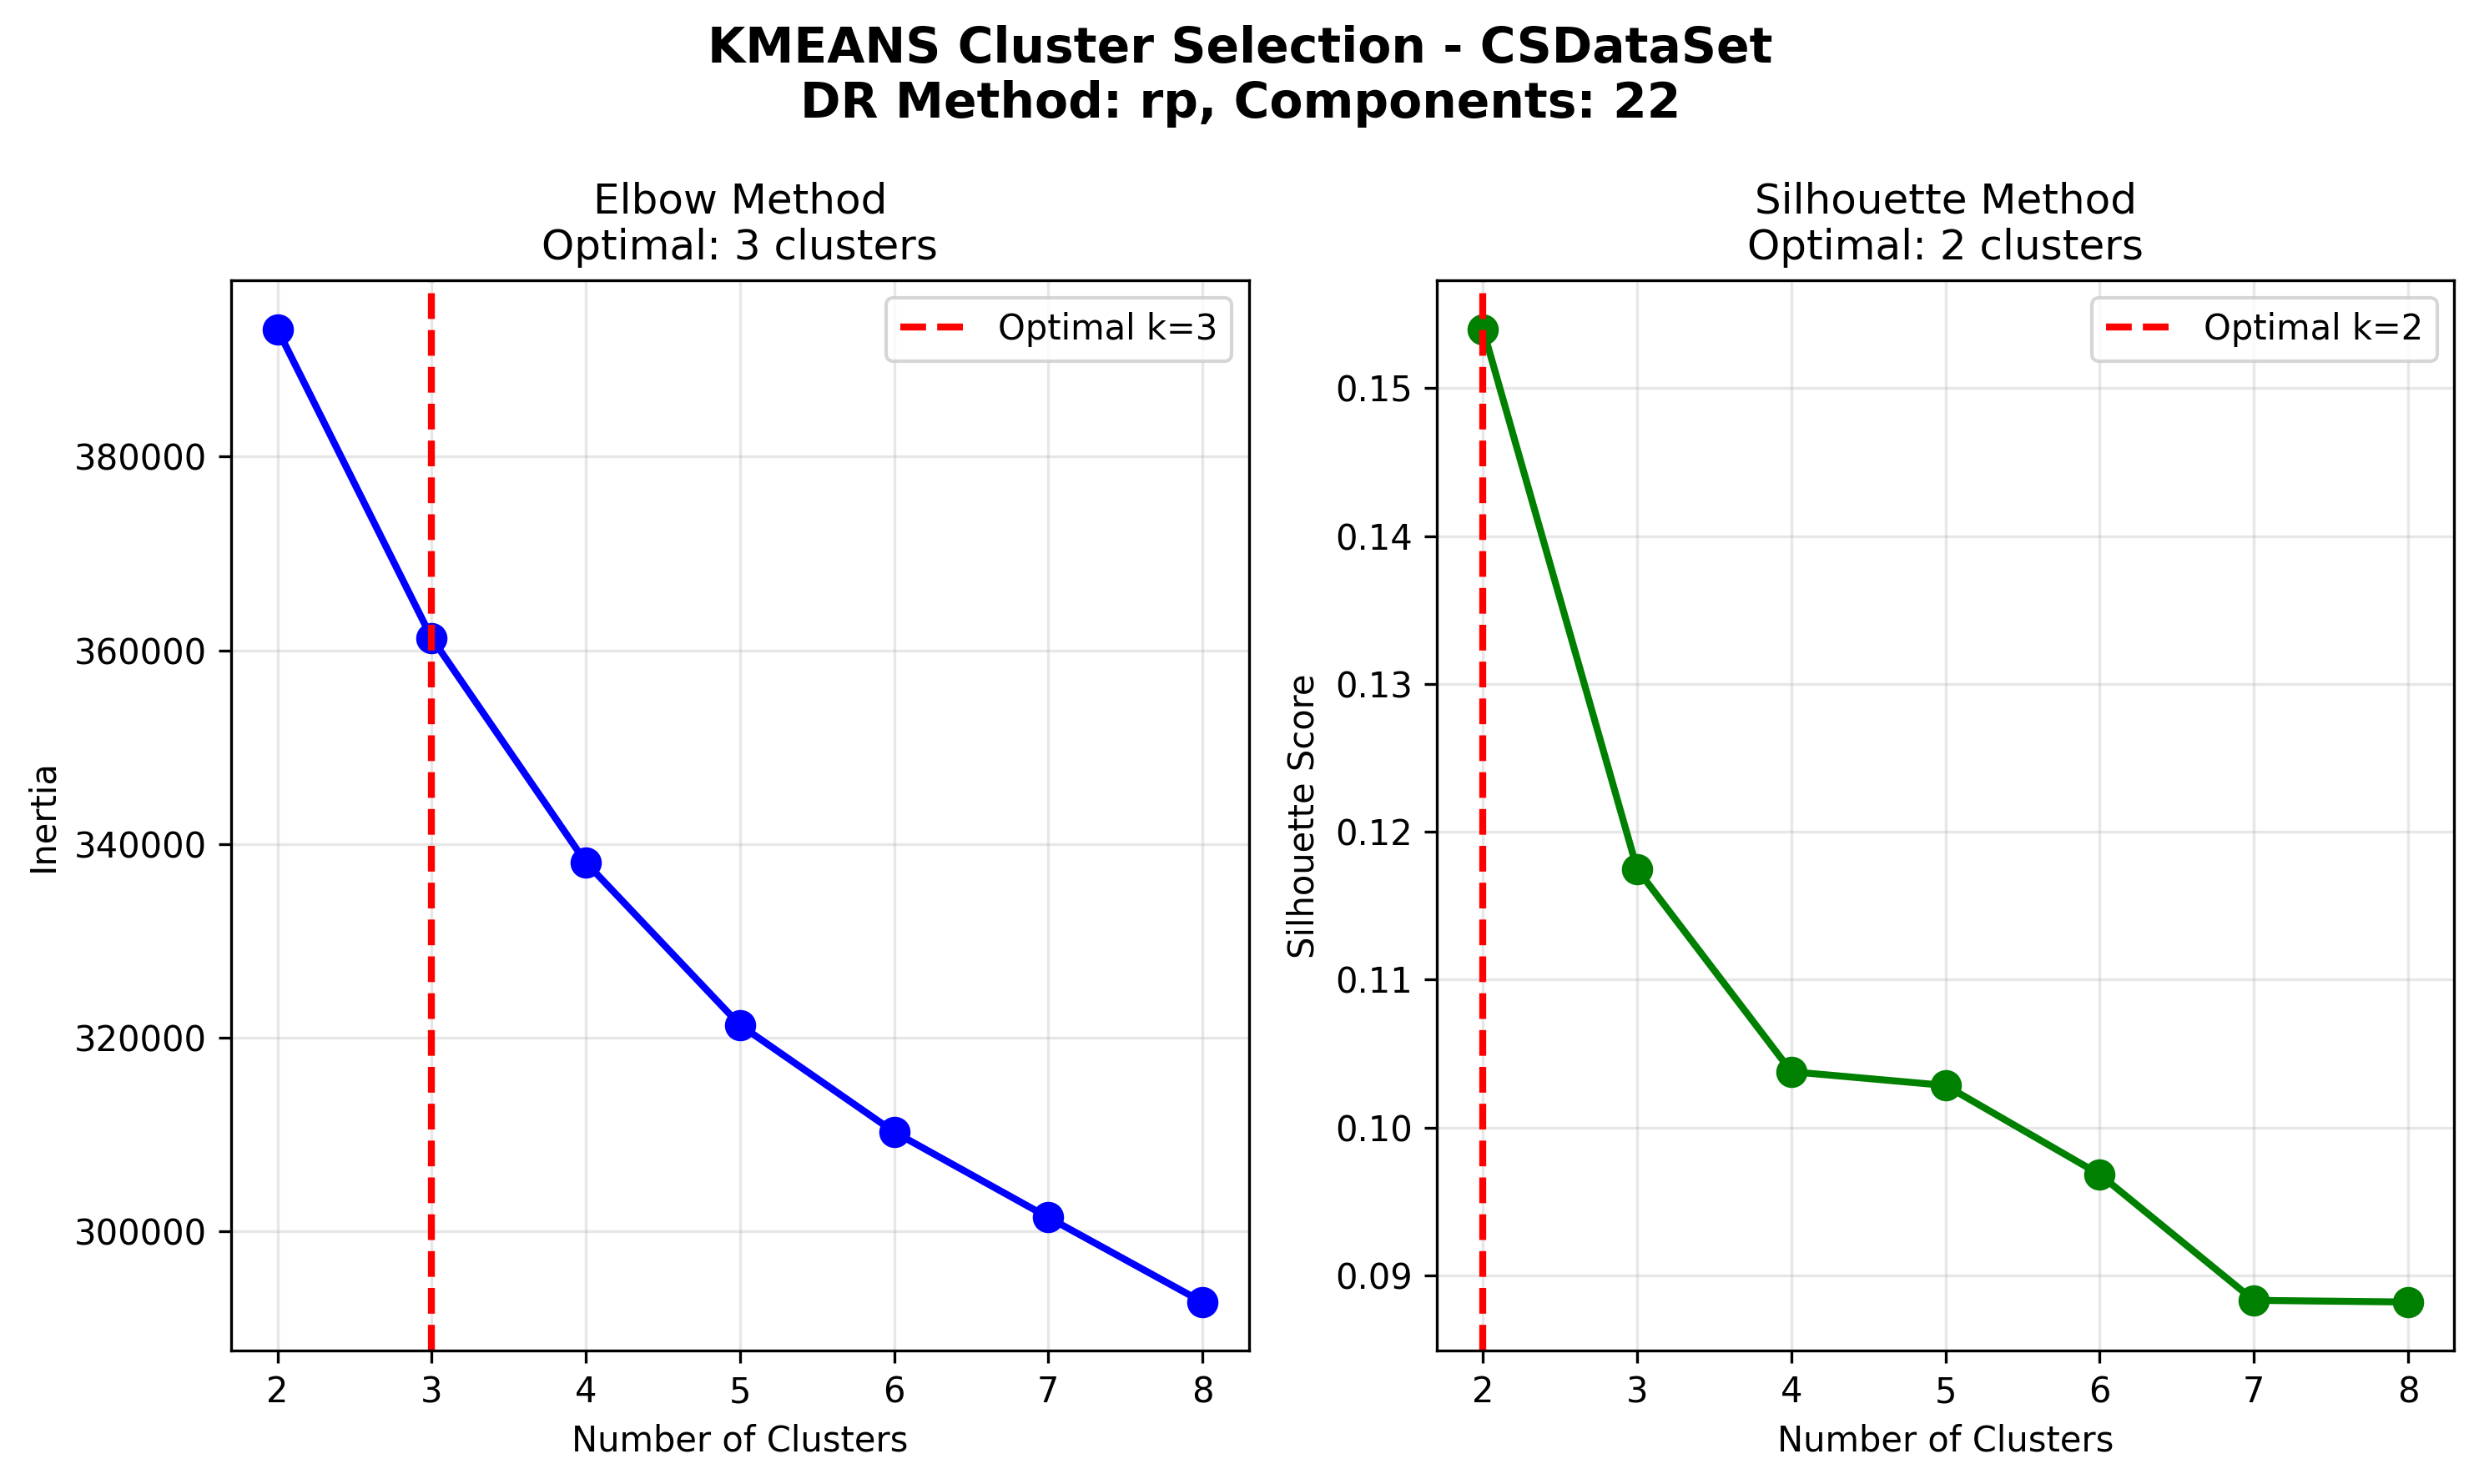 KMEANS Cluster Selection - CSDataSet
DR Method: rp, Components: 22
Elbow Method
Optimal: 3 clusters
Optimal k=3
380000
360000
340000
320000
300000
Inertia
2 3 4 5 6 7 8
Number of Clusters
Silhouette Method
Optimal: 2 clusters
Optimal k=2
0.15
0.14
0.13
0.12
0.11
0.10
0.09
Silhouette Score
2 3 4 5 6 7 8
Number of Clusters